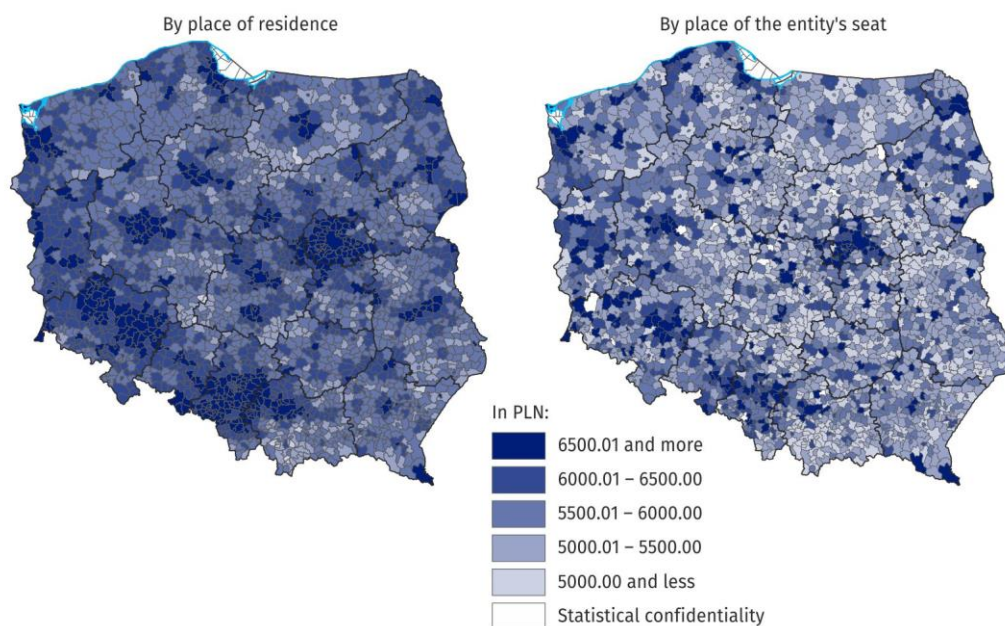 By place of residence
By place of the entity's seat
In PLN:
6500.01 and more
6000.01 – 6500.00
5500.01 – 6000.00
5000.01 – 5500.00
5000.00 and less
Statistical confidentiality